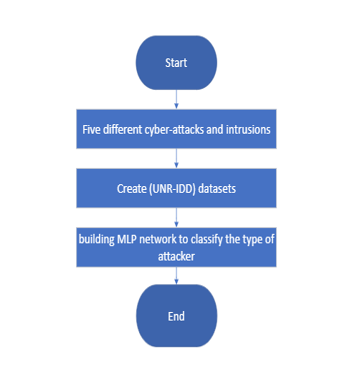 Start
Five different cyber-attacks and intrusions
Create (UNR-IDD) datasets
building MLP network to classify the type of
attacker
End